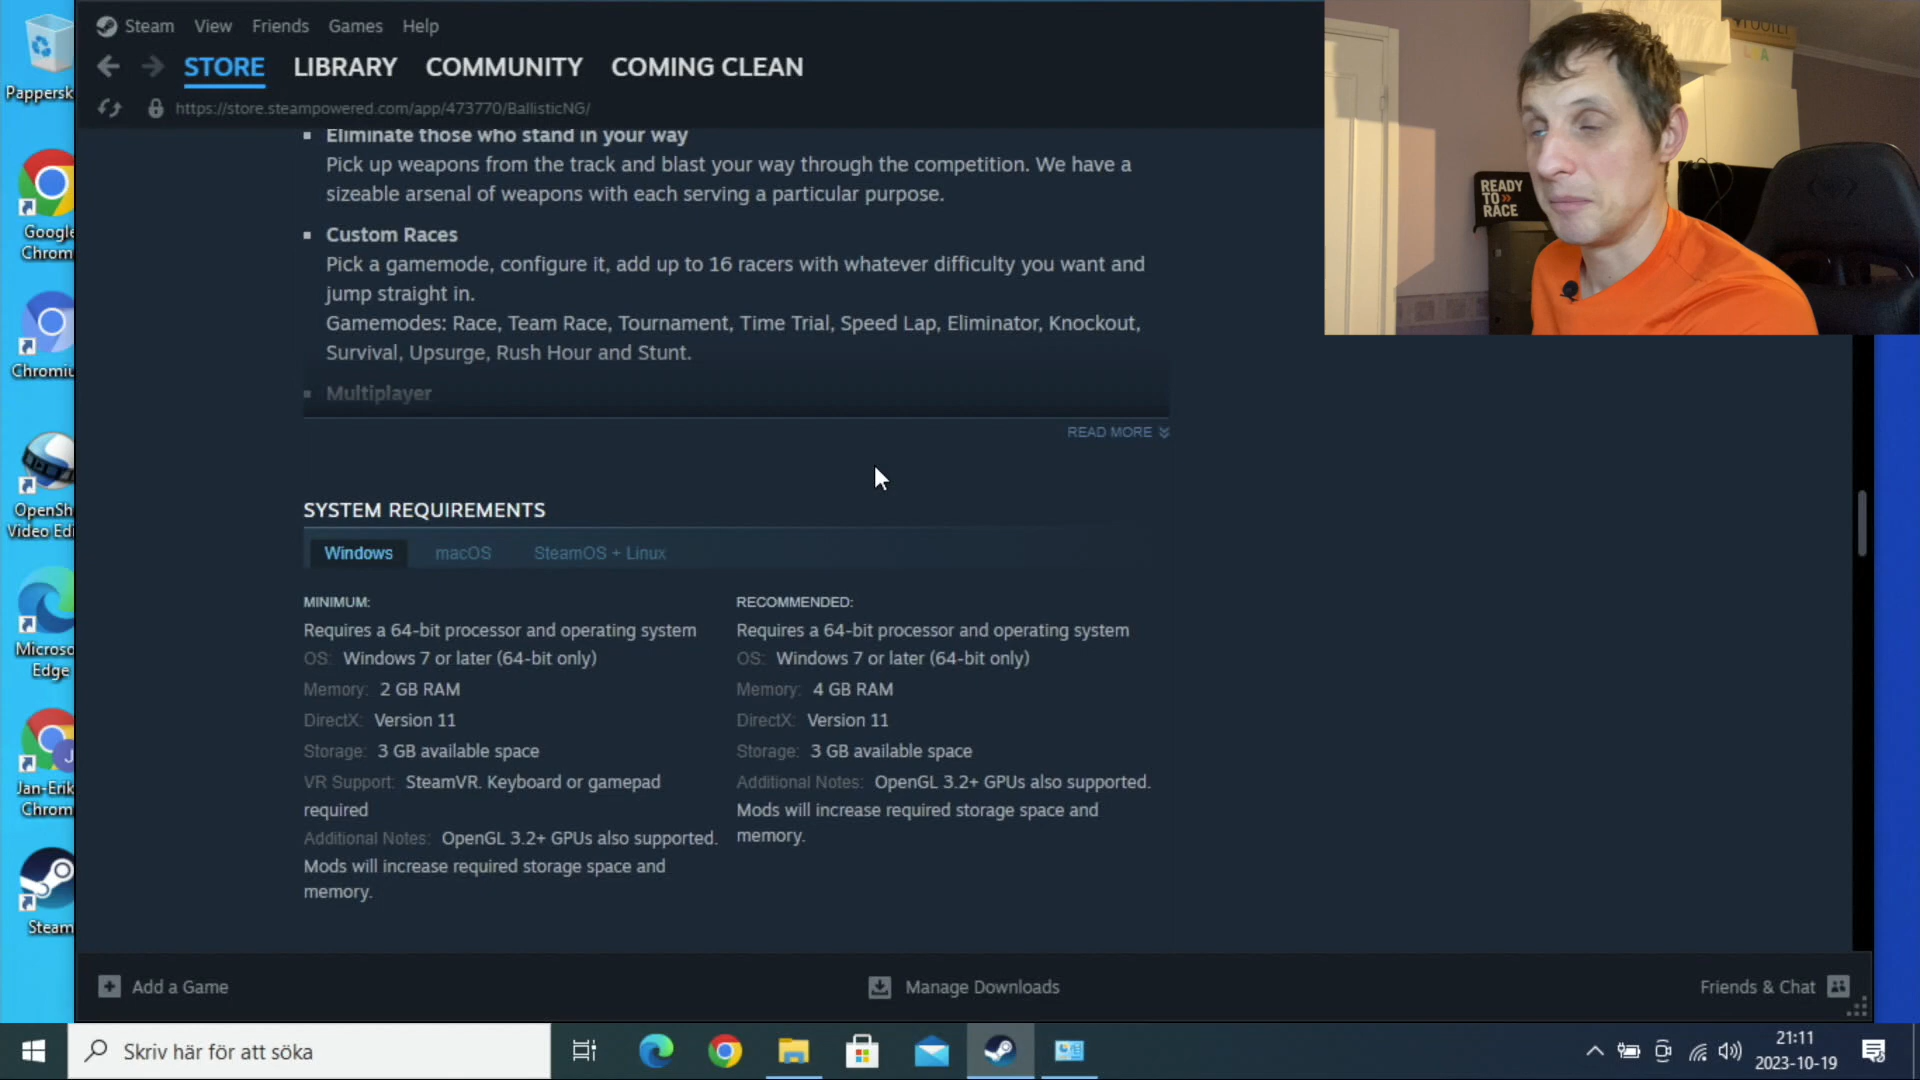 Steam View Friends Games Help
STORE LIBRARY COMMUNITY COMING CLEAN
https://store.steampowered.com/app/473770/BallisticNG/
Eliminate those who stand in your way
Pick up weapons from the track and blast your way through the competition. We have a
sizeable arsenal of weapons with each serving a particular purpose.
Custom Races
Pick a gamemode, configure it, add up to 16 racers with whatever difficulty you want and
jump straight in.
Gamemodes: Race, Team Race, Tournament, Time Trial, Speed Lap, Eliminator, Knockout,
Survival, Upsurge, Rush Hour and Stunt.
Multiplayer
READ MORE
SYSTEM REQUIREMENTS
Windows macOS SteamOS + Linux
MINIMUM:
Requires a 64-bit processor and operating system
OS: Windows 7 or later (64-bit only)
Memory: 2 GB RAM
DirectX: Version 11
Storage: 3 GB available space
VR Support: SteamVR. Keyboard or gamepad
required
Additional Notes: OpenGL 3.2+ GPUs also supported.
Mods will increase required storage space and
memory.
RECOMMENDED:
Requires a 64-bit processor and operating system
OS: Windows 7 or later (64-bit only)
Memory: 4 GB RAM
DirectX: Version 11
Storage: 3 GB available space
Additional Notes: OpenGL 3.2+ GPUs also supported.
Mods will increase required storage space and
memory.
Add a Game
Manage Downloads
Friends & Chat
Skriv här för att söka
21:11
2023-10-19
Pappersk
Google
Chrom
Chromiu
OpenSh
Video Edi
Microso
Edge
Jan-Erik
Chrom
Steam
READY
TO»
RACE